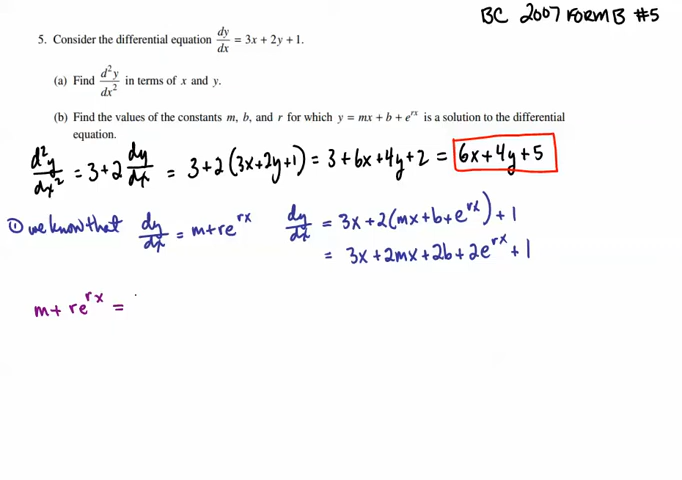 BC 2007 FORM B #5
5. Consider the differential equation dy/dx = 3x + 2y + 1.
(a) Find d²y/dx² in terms of x and y.
(b) Find the values of the constants m, b, and r for which y = mx + b + e^(rx) is a solution to the differential
equation.
d²y/dx² = 3+2 dy/dx = 3+2(3x+2y+1) = 3+6x+4y+2 = 6x+4y+5
① we know that dy/dx = m+re^(rx) dy/dx = 3x+2(mx+b+e^(rx))+1
= 3x+2mx+2b+2e^(rx)+1
m+re^(rx) =